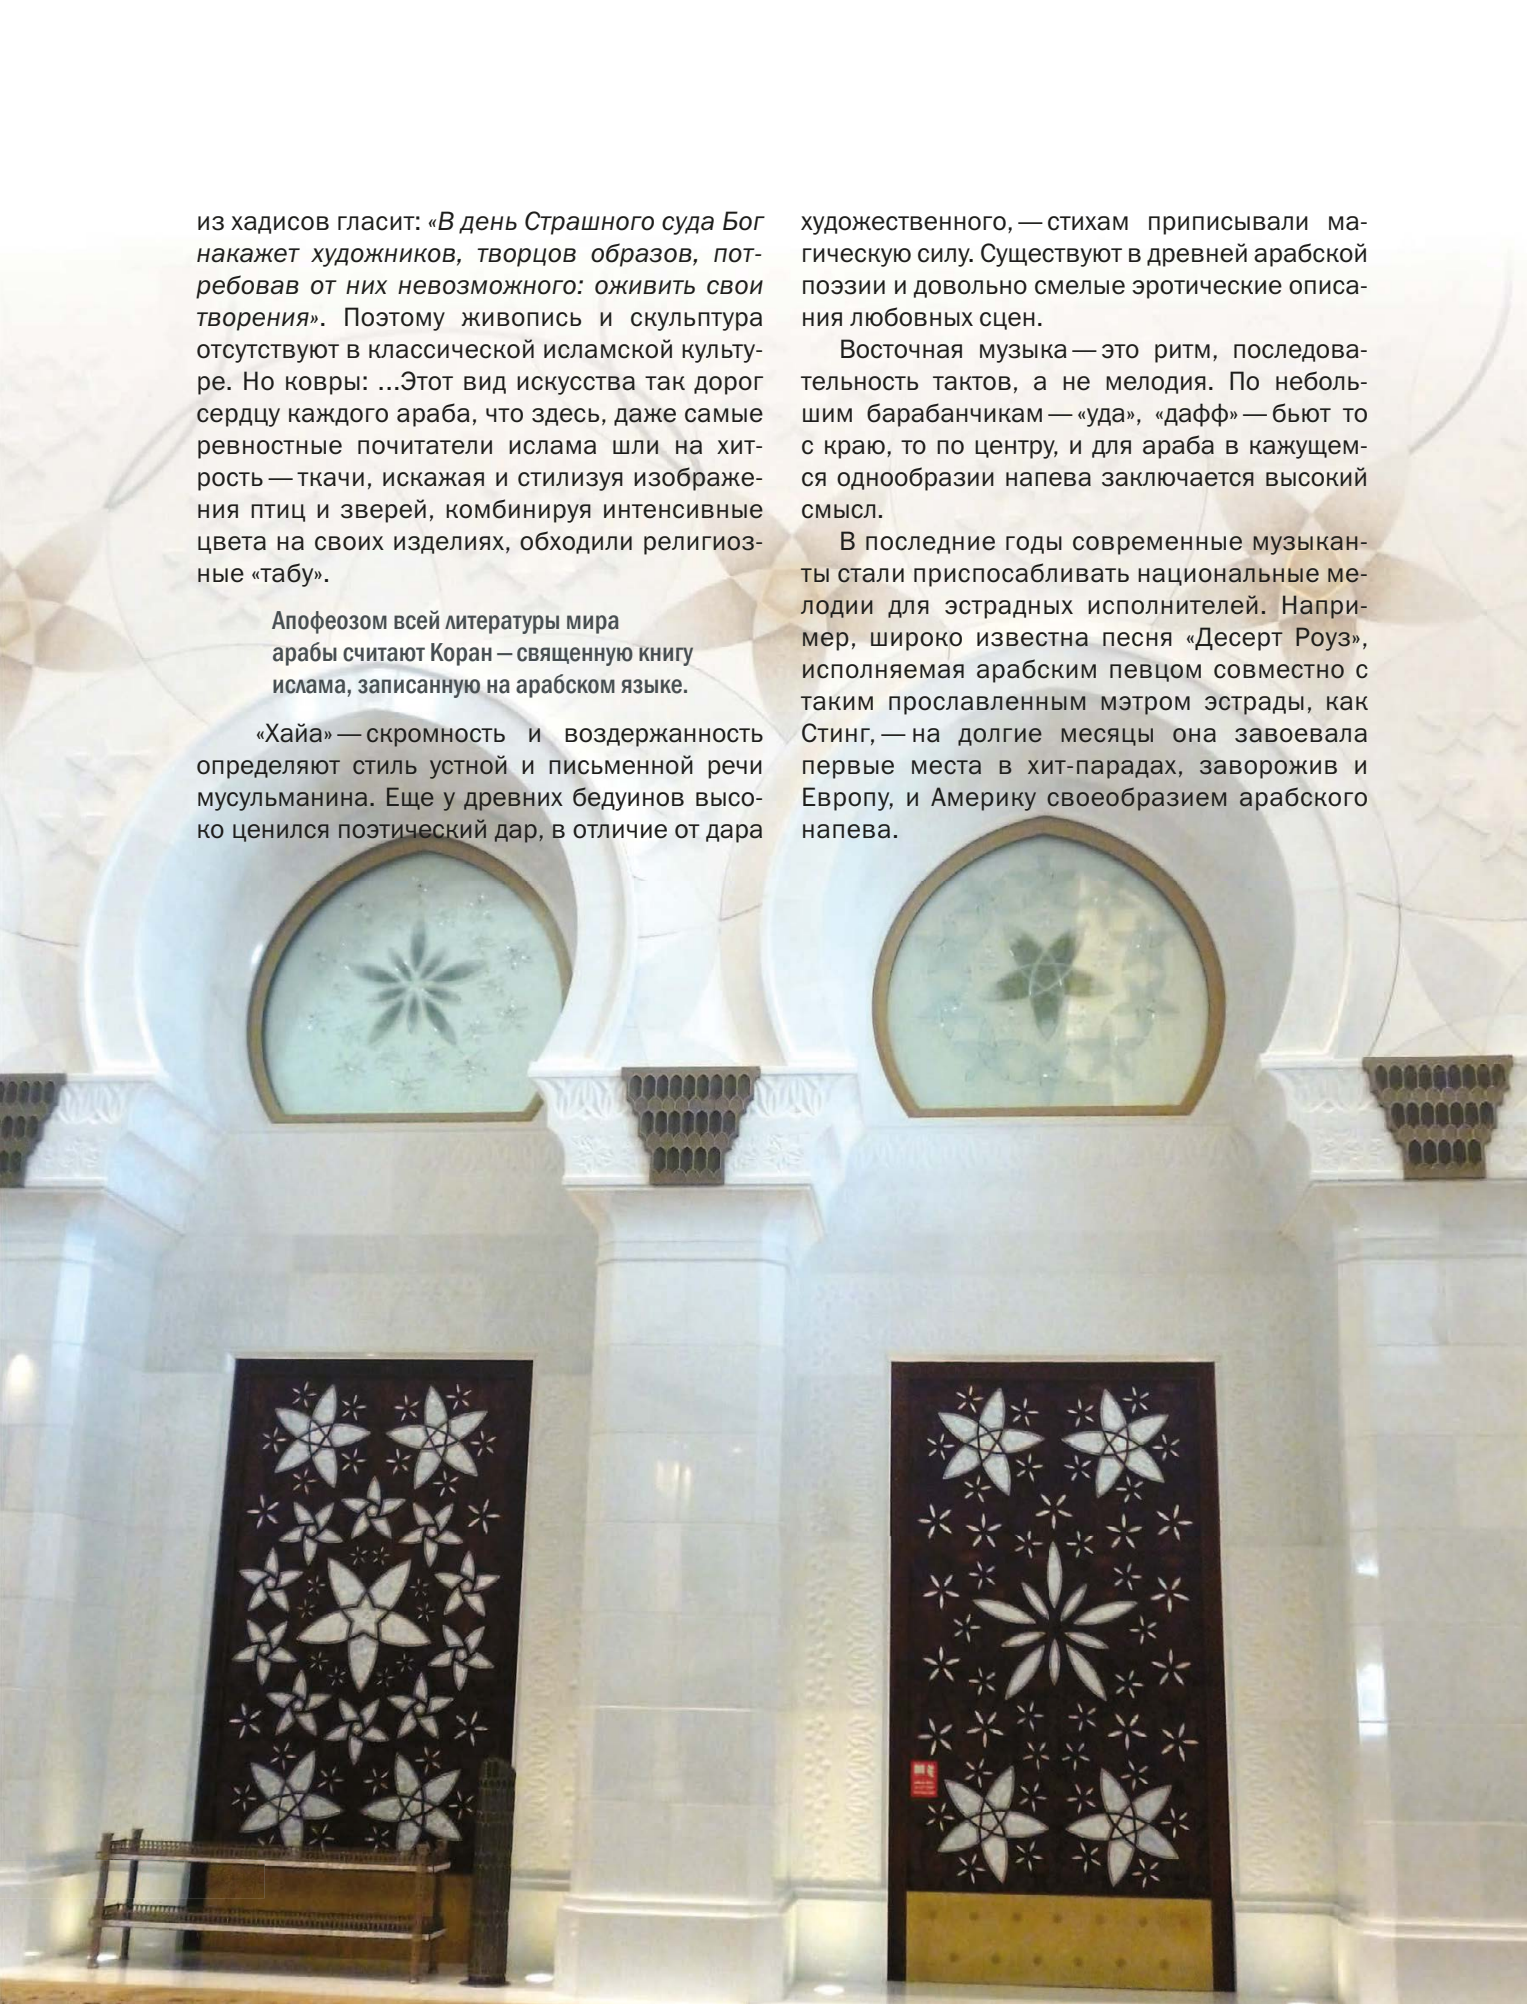 из хадисов гласит: «В день Страшного суда Бог
накажет художников, творцов образов, пот-
ребовав от них невозможного: оживить свои
творения». Поэтому живопись и скульптура
отсутствуют в классической исламской культу-
ре. Но ковры: ...Этот вид искусства так дорог
сердцу каждого араба, что здесь, даже самые
ревностные почитатели ислама шли на хит-
рость — ткачи, искажая и стилизуя изображе-
ния птиц и зверей, комбинируя интенсивные
цвета на своих изделиях, обходили религиоз-
ные «табу».
Апофеозом всей литературы мира
арабы считают Коран — священную книгу
ислама, записанную на арабском языке.
«Хайа» — скромность и воздержанность
определяют стиль устной и письменной речи
мусульманина. Еще у древних бедуинов высо-
ко ценился поэтический дар, в отличие от дара
художественного, — стихам приписывали ма-
гическую силу. Существуют в древней арабской
поэзии и довольно смелые эротические описа-
ния любовных сцен.
Восточная музыка — это ритм, последова-
тельность тактов, а не мелодия. По неболь-
шим барабанчикам — «уда», «дафф» — бьют то
с краю, то по центру, и для араба в кажущем-
ся однообразии напева заключается высокий
смысл.
В последние годы современные музыкан-
ты стали приспосабливать национальные ме-
лодии для эстрадных исполнителей. Напри-
мер, широко известна песня «Десерт Роуз»,
исполняемая арабским певцом совместно с
таким прославленным мэтром эстрады, как
Стинг, — на долгие месяцы она завоевала
первые места в хит-парадах, заворожив и
Европу, и Америку своеобразием арабского
напева.